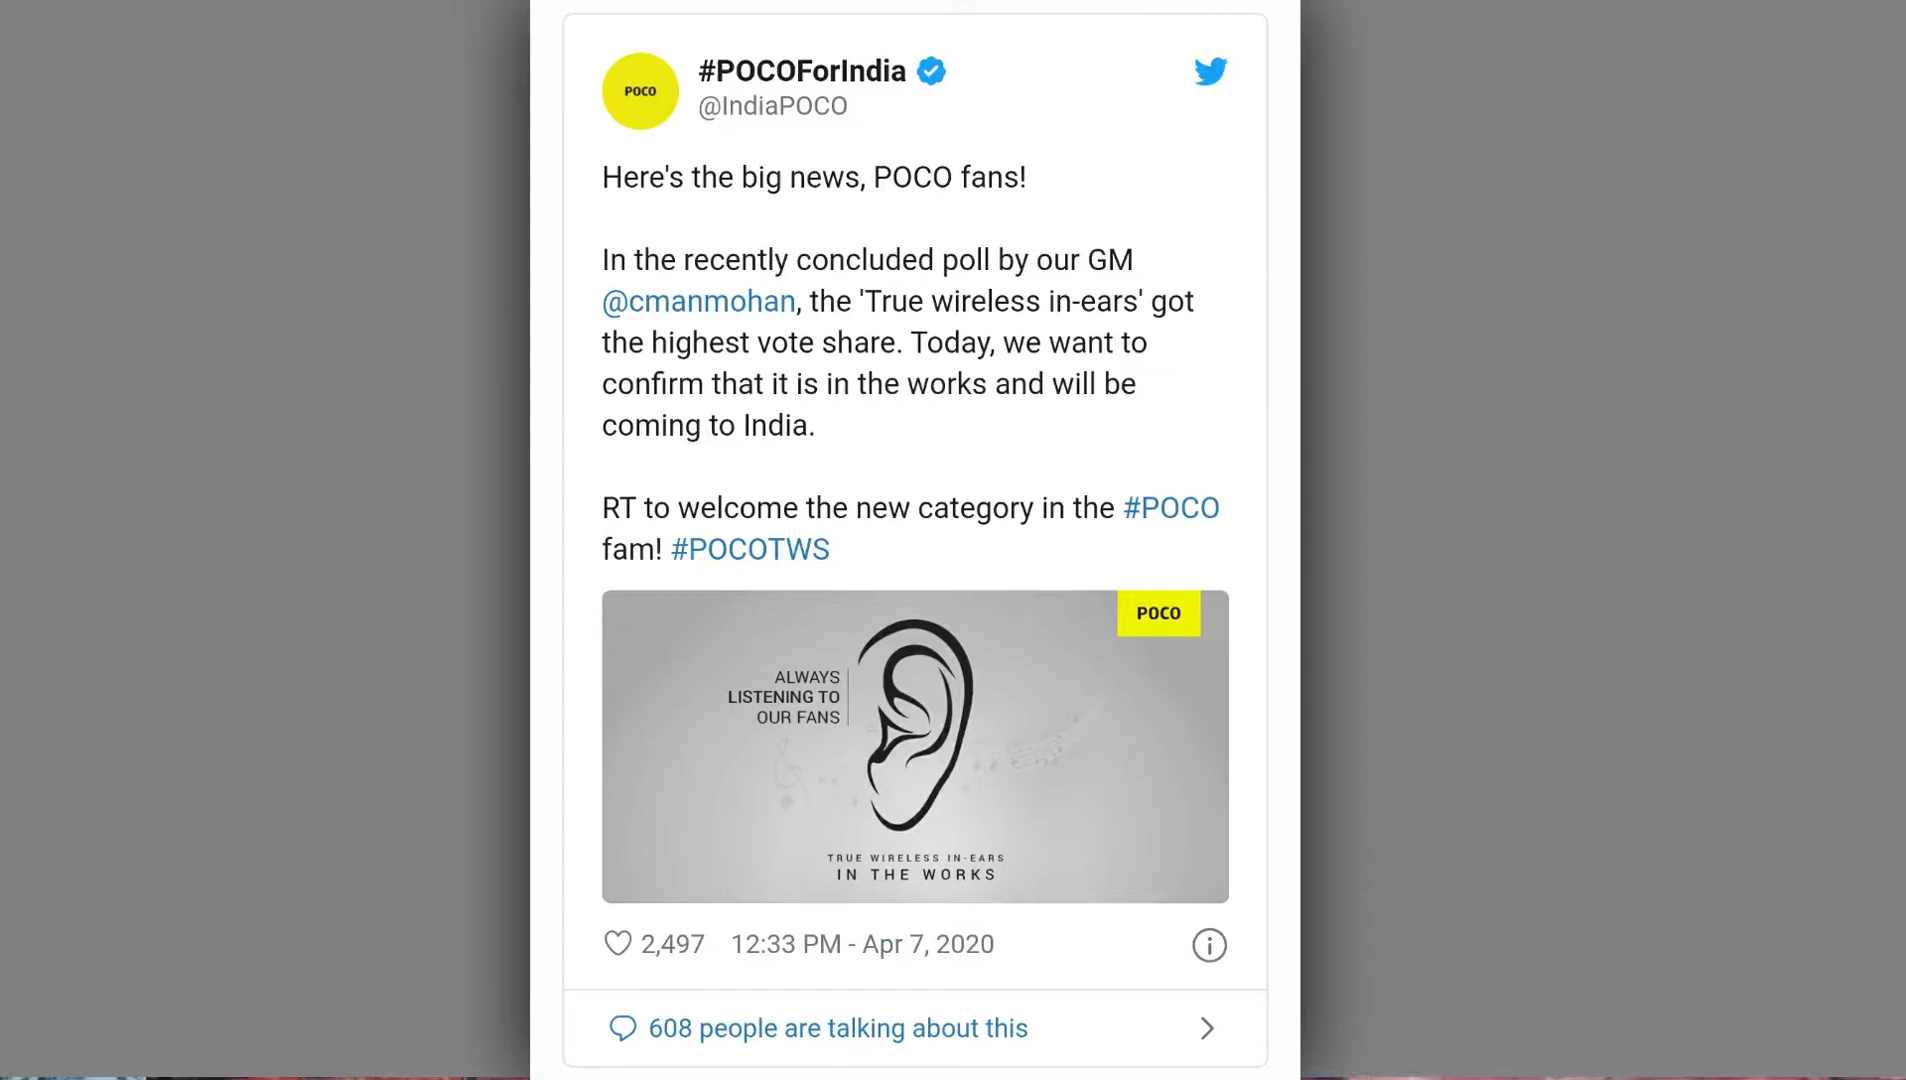 POCO
#POCOForIndia
@IndiaPOCO
Here's the big news, POCO fans!
In the recently concluded poll by our GM
@cmanmohan, the 'True wireless in-ears' got
the highest vote share. Today, we want to
confirm that it is in the works and will be
coming to India.
RT to welcome the new category in the #POCO
fam! #POCOTWS
POCO
ALWAYS
LISTENING TO
OUR FANS
TRUE WIRELESS IN-EARS
IN THE WORKS
2,497 12:33 PM - Apr 7, 2020
608 people are talking about this